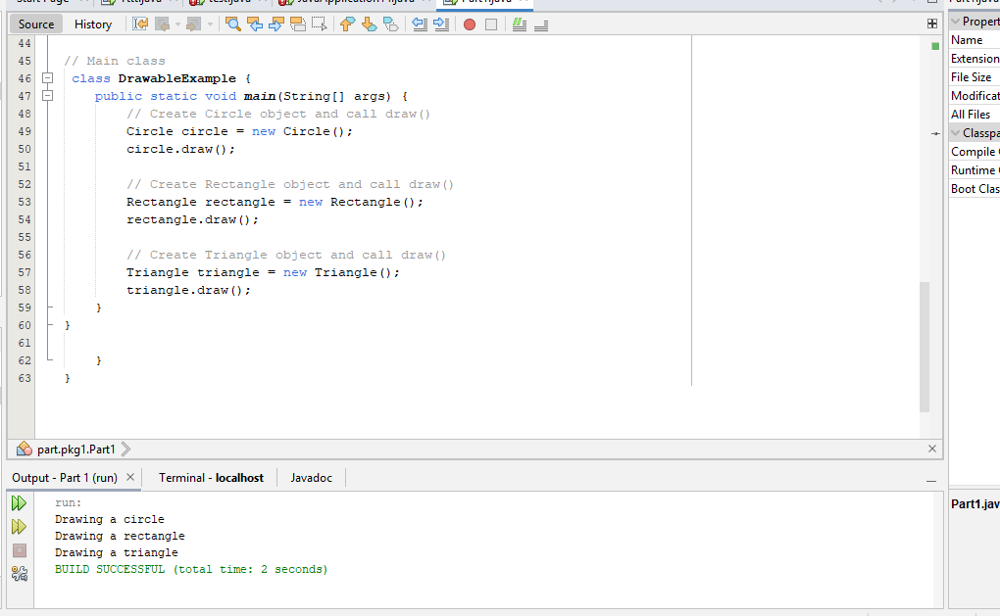 Start Page
Source History
44
45 // Main class
46 class DrawableExample {
47 public static void main(String[] args) {
48 // Create Circle object and call draw()
49 Circle circle = new Circle();
50 circle.draw();
51
52 // Create Rectangle object and call draw()
53 Rectangle rectangle = new Rectangle();
54 rectangle.draw();
55
56 // Create Triangle object and call draw()
57 Triangle triangle = new Triangle();
58 triangle.draw();
59 }
60 }
61
62 }
63 }
part.pkg1.Part1
Output - Part 1 (run) Terminal - localhost Javadoc
run:
Drawing a circle
Drawing a rectangle
Drawing a triangle
BUILD SUCCESSFUL (total time: 2 seconds)
Propert
Name
Extension
File Size
Modificat
All Files
Classpa
Compile
Runtime
Boot Clas
Part1.jav